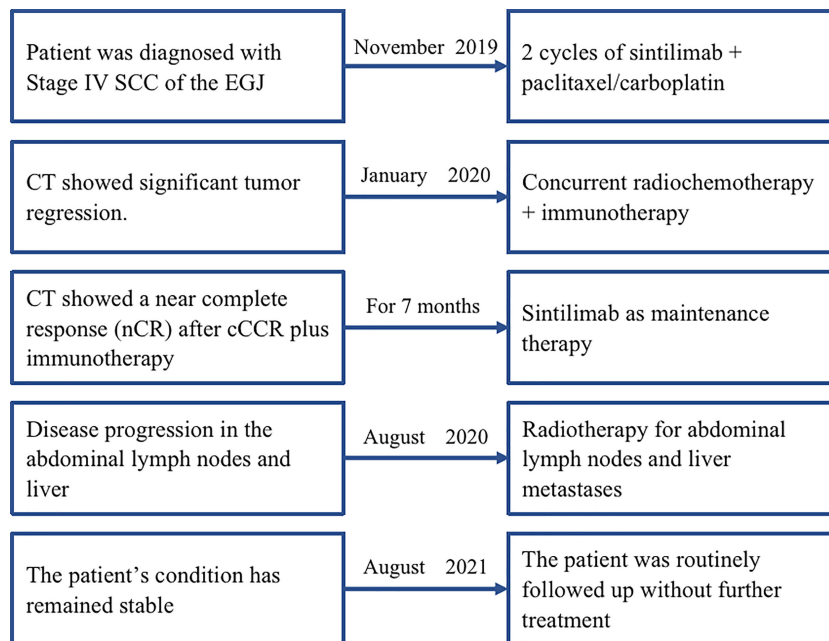 Patient was diagnosed with
Stage IV SCC of the EGJ
November 2019
2 cycles of sintilimab +
paclitaxel/carboplatin
CT showed significant tumor
regression.
January 2020
Concurrent radiochemotherapy
+ immunotherapy
CT showed a near complete
response (nCR) after cCCR plus
immunotherapy
For 7 months
Sintilimab as maintenance
therapy
Disease progression in the
abdominal lymph nodes and
liver
August 2020
Radiotherapy for abdominal
lymph nodes and liver
metastases
The patient’s condition has
remained stable
August 2021
The patient was routinely
followed up without further
treatment